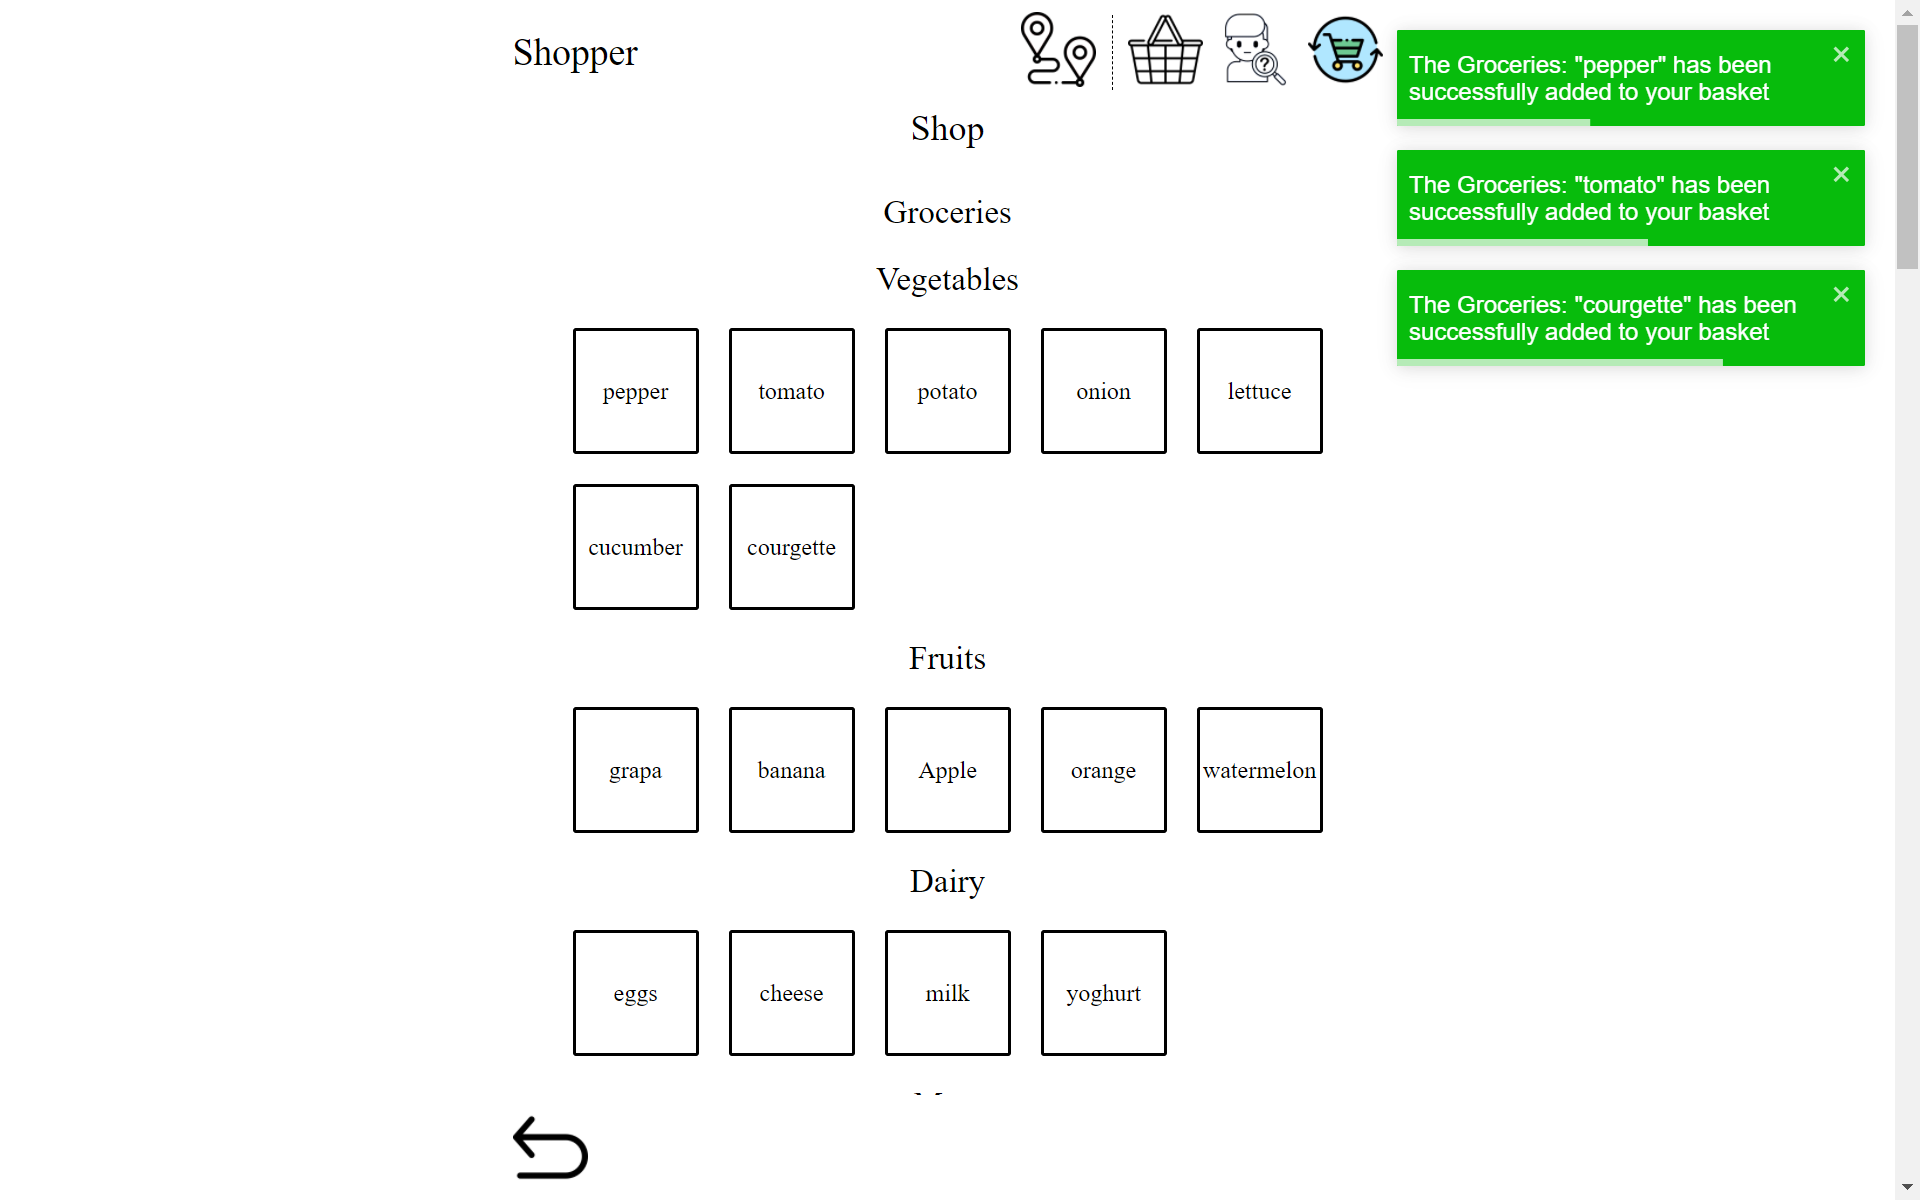 Shopper
?
The Groceries: "pepper" has been
successfully added to your basket
The Groceries: "tomato" has been
successfully added to your basket
The Groceries: "courgette" has been
successfully added to your basket
Shop
Groceries
Vegetables
pepper
tomato
potato
onion
lettuce
cucumber
courgette
Fruits
grapa
banana
Apple
orange
watermelon
Dairy
eggs
cheese
milk
yoghurt